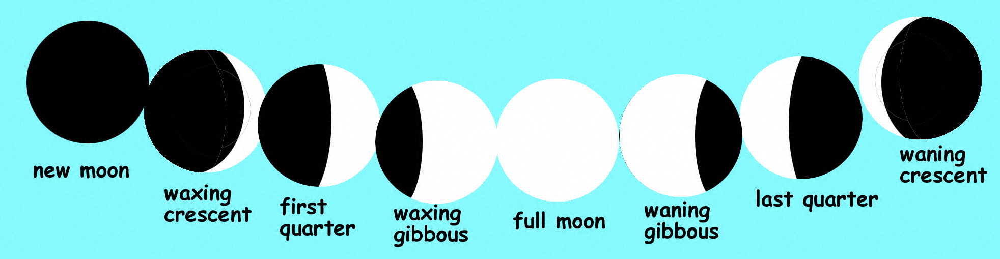 new moon
waxing
crescent
first
quarter
waxing
gibbous
full moon
waning
gibbous
last quarter
waning
crescent